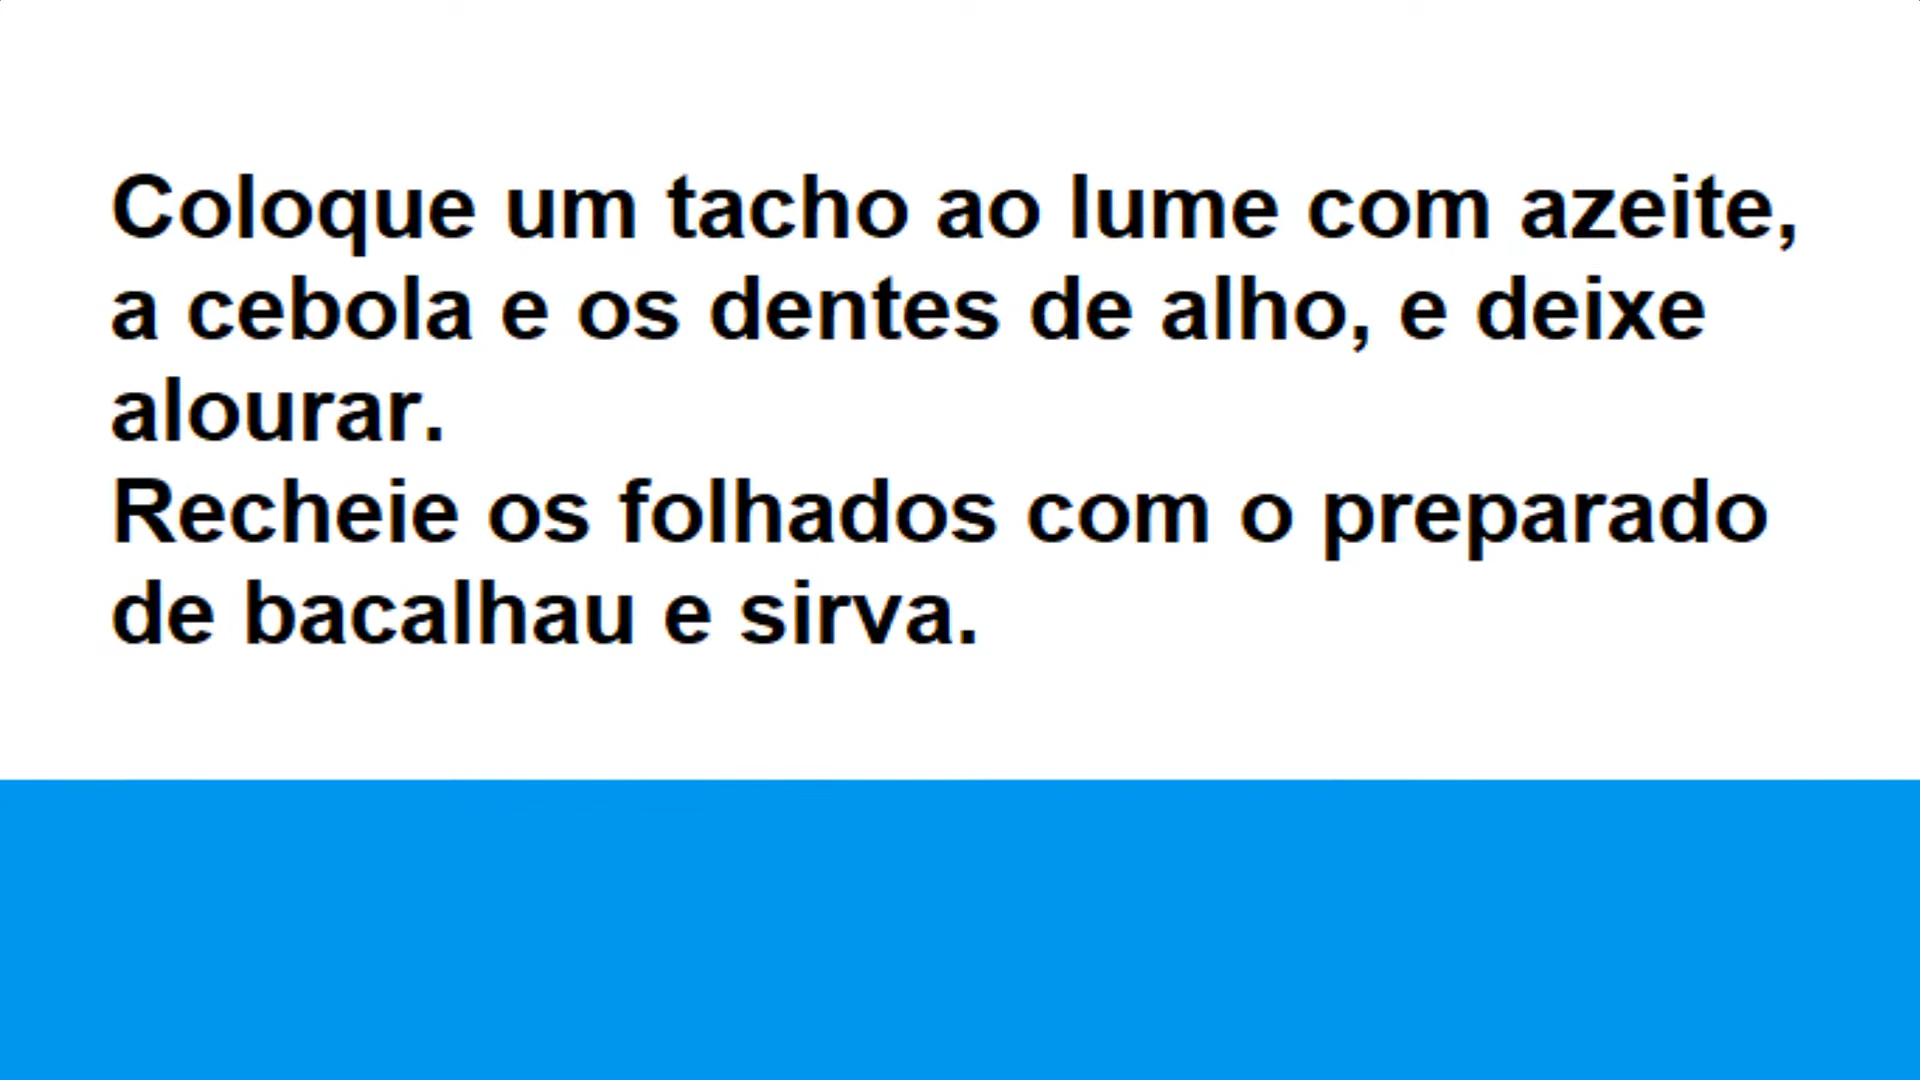 Coloque um tacho ao lume com azeite,
a cebola e os dentes de alho, e deixe
alourar.
Recheie os folhados com o preparado
de bacalhau e sirva.